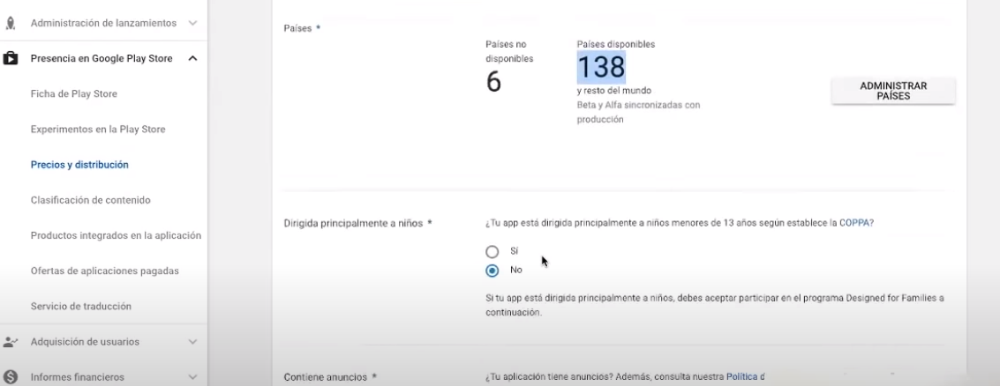 Administración de lanzamientos
Presencia en Google Play Store
Ficha de Play Store
Experimentos en la Play Store
Precios y distribución
Clasificación de contenido
Productos integrados en la aplicación
Ofertas de aplicaciones pagadas
Servicio de traducción
Adquisición de usuarios
Informes financieros
Países *
Países no
disponibles
6
Países disponibles
138
y resto del mundo
Beta y Alfa sincronizadas con
producción
ADMINISTRAR
PAÍSES
Dirigida principalmente a niños *
¿Tu app está dirigida principalmente a niños menores de 13 años según establece la COPPA?
Sí
No
Si tu app está dirigida principalmente a niños, debes aceptar participar en el programa Designed for Families a
continuación.
Contiene anuncios *
¿Tu aplicación tiene anuncios? Además, consulta nuestra Política d